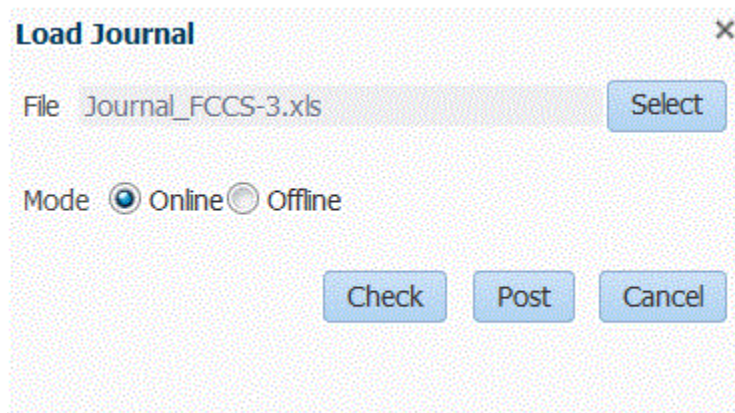 Load Journal ×
File Journal_FCCS-3.xls Select
Mode Online Offline
Check Post Cancel